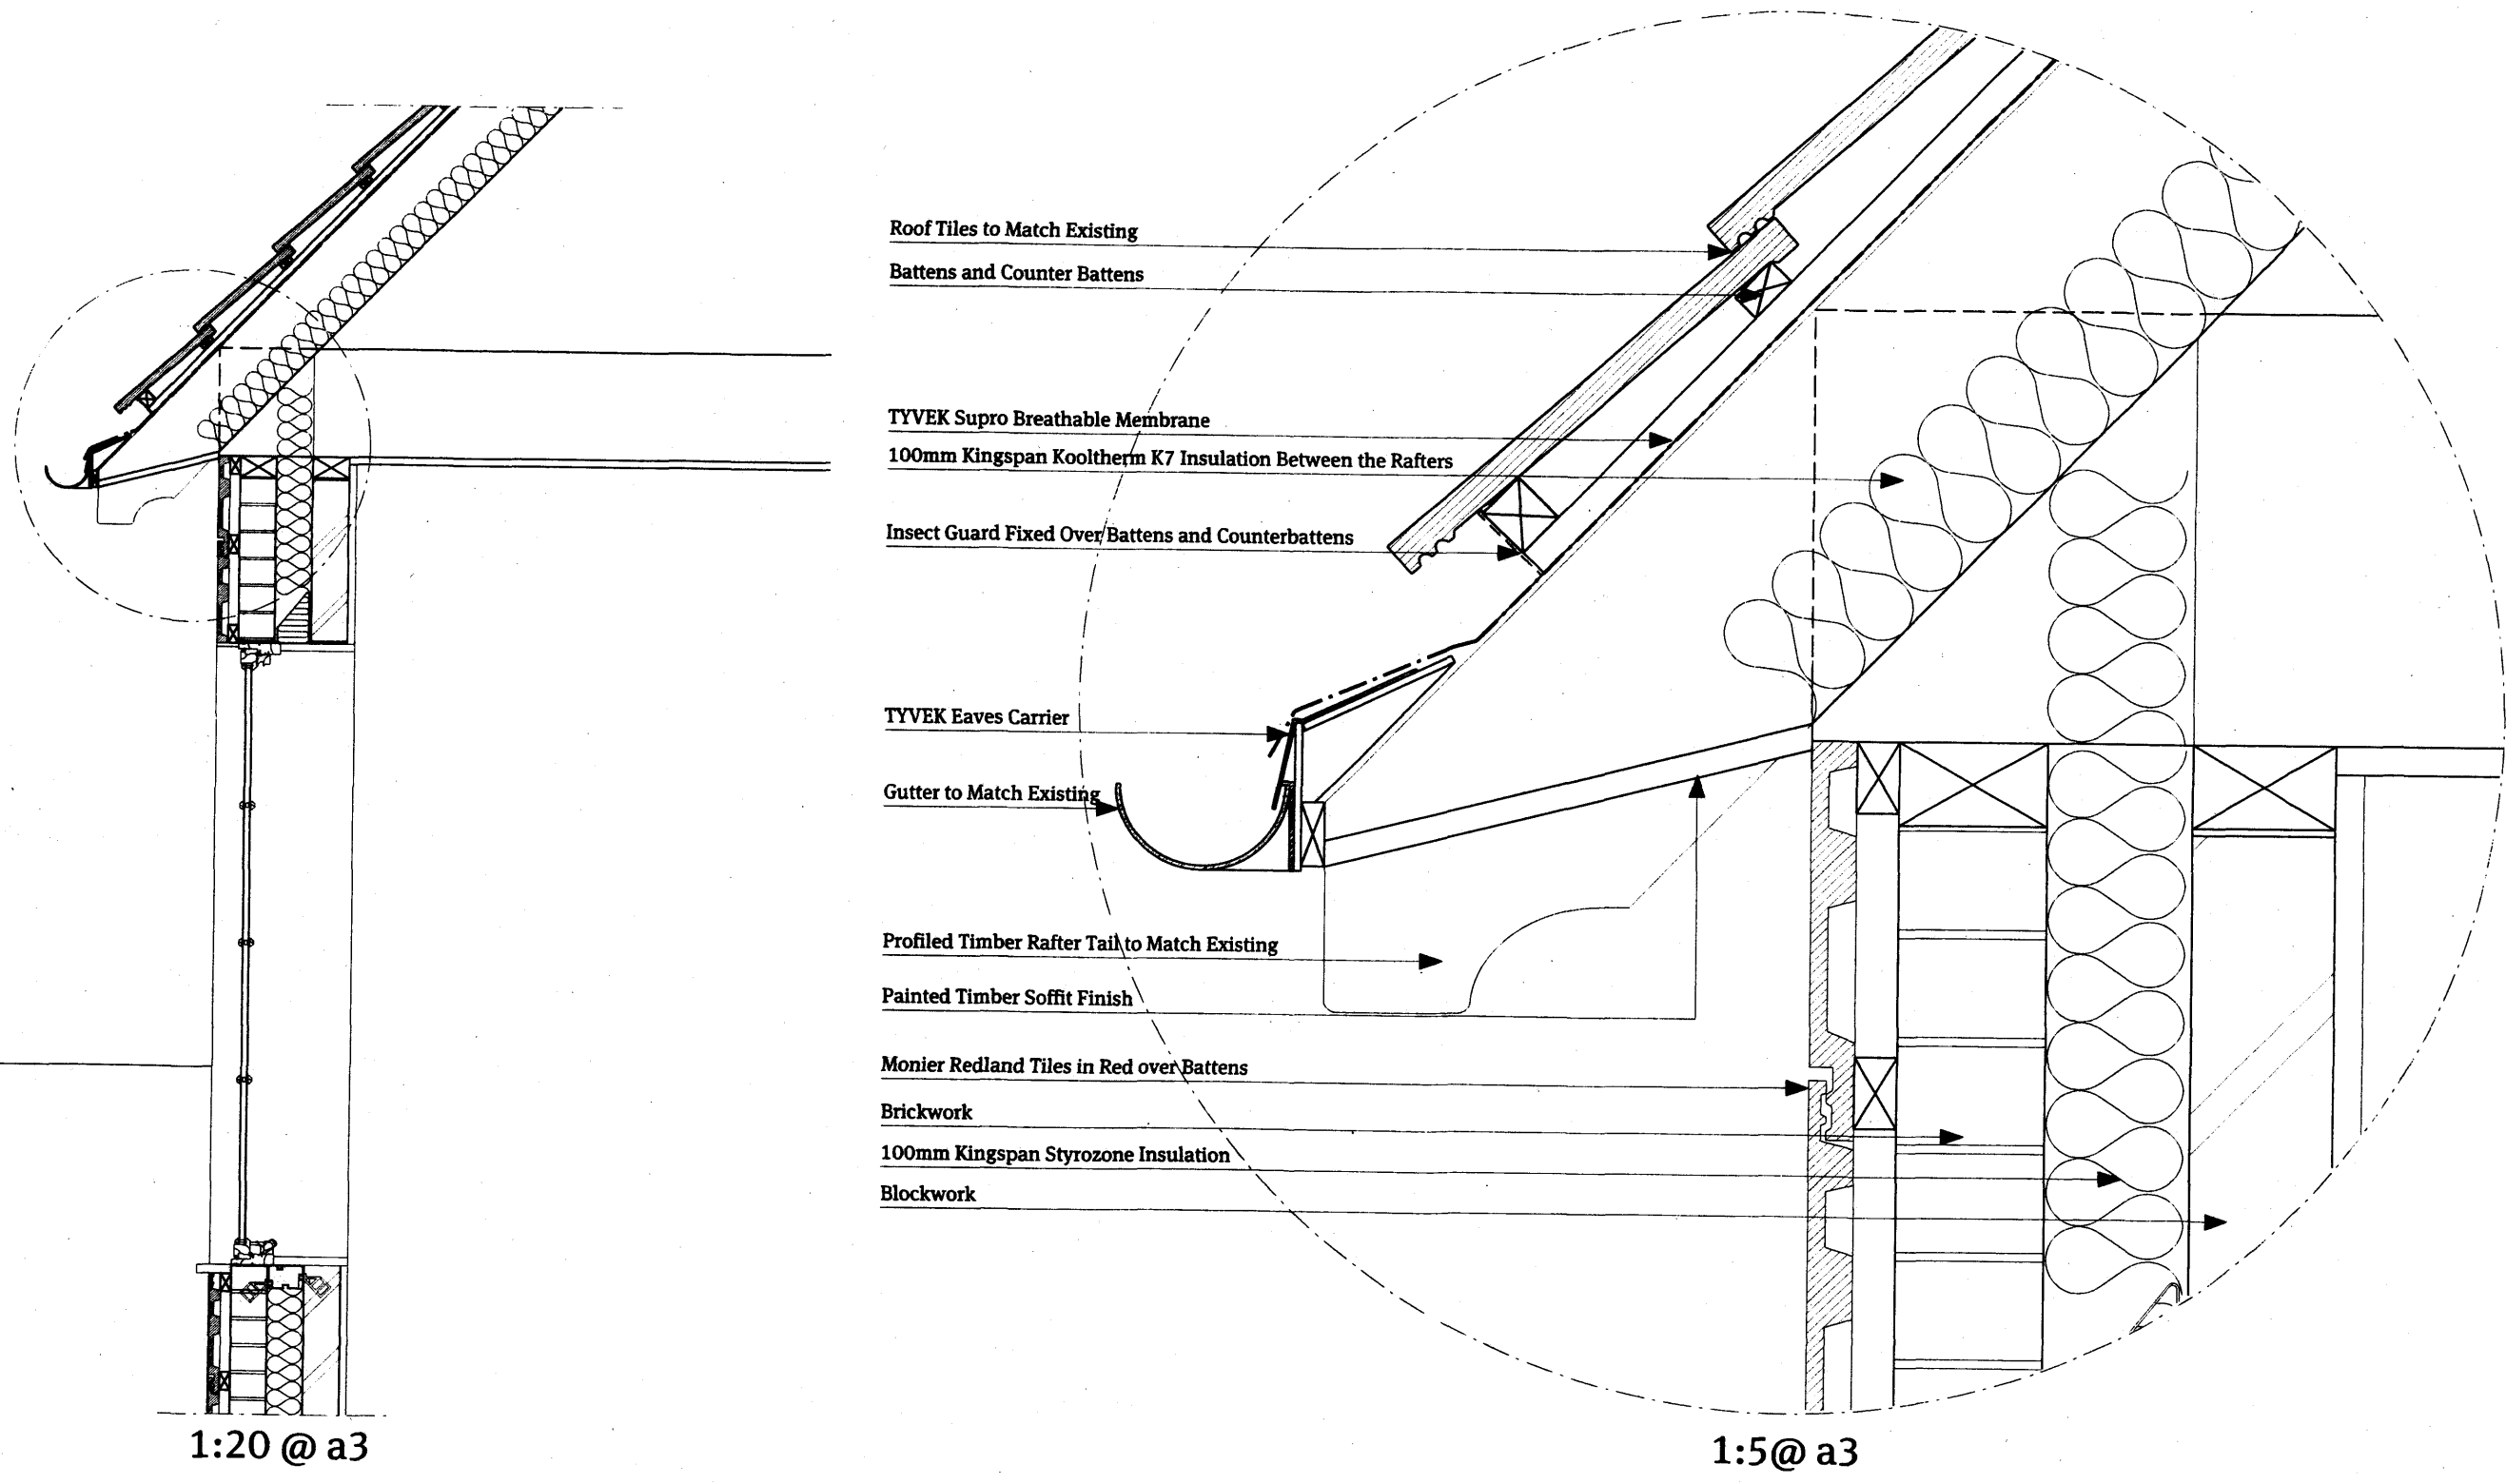 Roof Tiles to Match Existing
Battens and Counter Battens
TYVEK Supro Breathable Membrane
100mm Kingspan Kooltherm K7 Insulation Between the Rafters
Insect Guard Fixed Over Battens and Counterbattens
TYVEK Eaves Carrier
Gutter to Match Existing
Profiled Timber Rafter Tail to Match Existing
Painted Timber Soffit Finish
Monier Redland Tiles in Red over Battens
Brickwork
100mm Kingspan Styrozone Insulation
Blockwork
1:20 @ a3
1:5@ a3